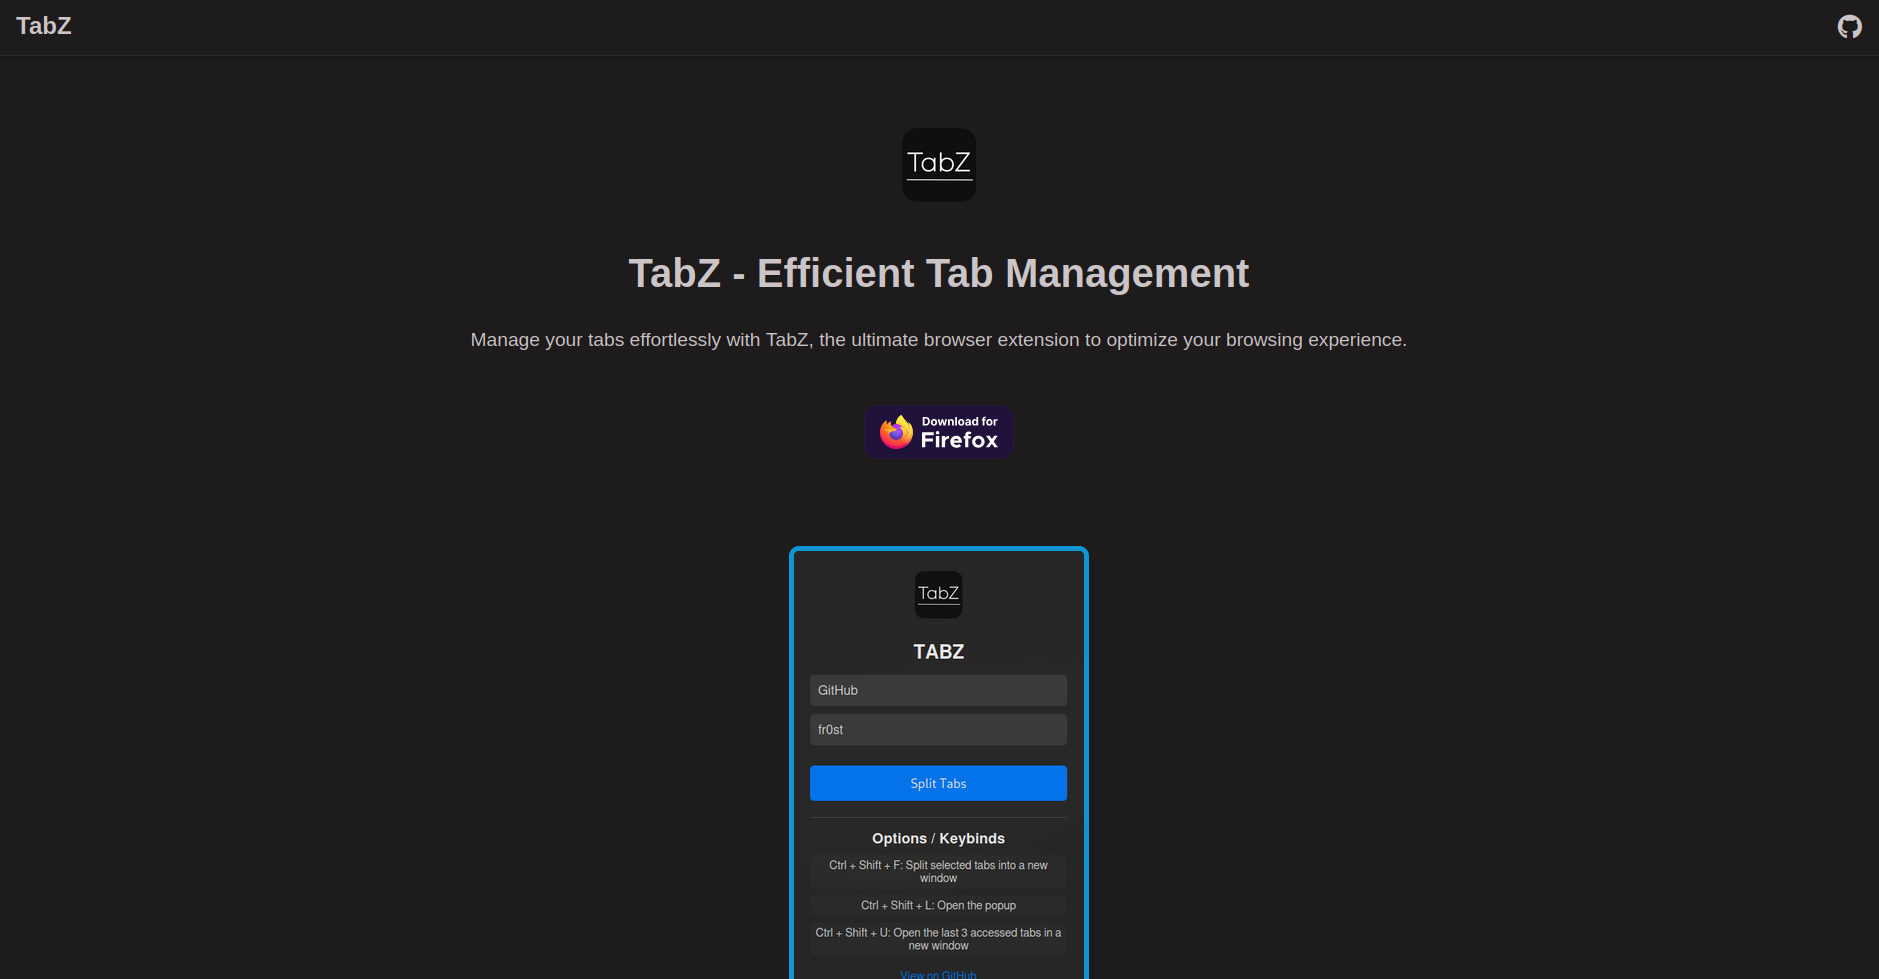 TabZ
TabZ
TabZ - Efficient Tab Management
Manage your tabs effortlessly with TabZ, the ultimate browser extension to optimize your browsing experience.
Download for
Firefox
TabZ
TABZ
GitHub
fr0st
Split Tabs
Options / Keybinds
Ctrl + Shift + F: Split selected tabs into a new
window
Ctrl + Shift + L: Open the popup
Ctrl + Shift + U: Open the last 3 accessed tabs in a
new window
View on GitHub